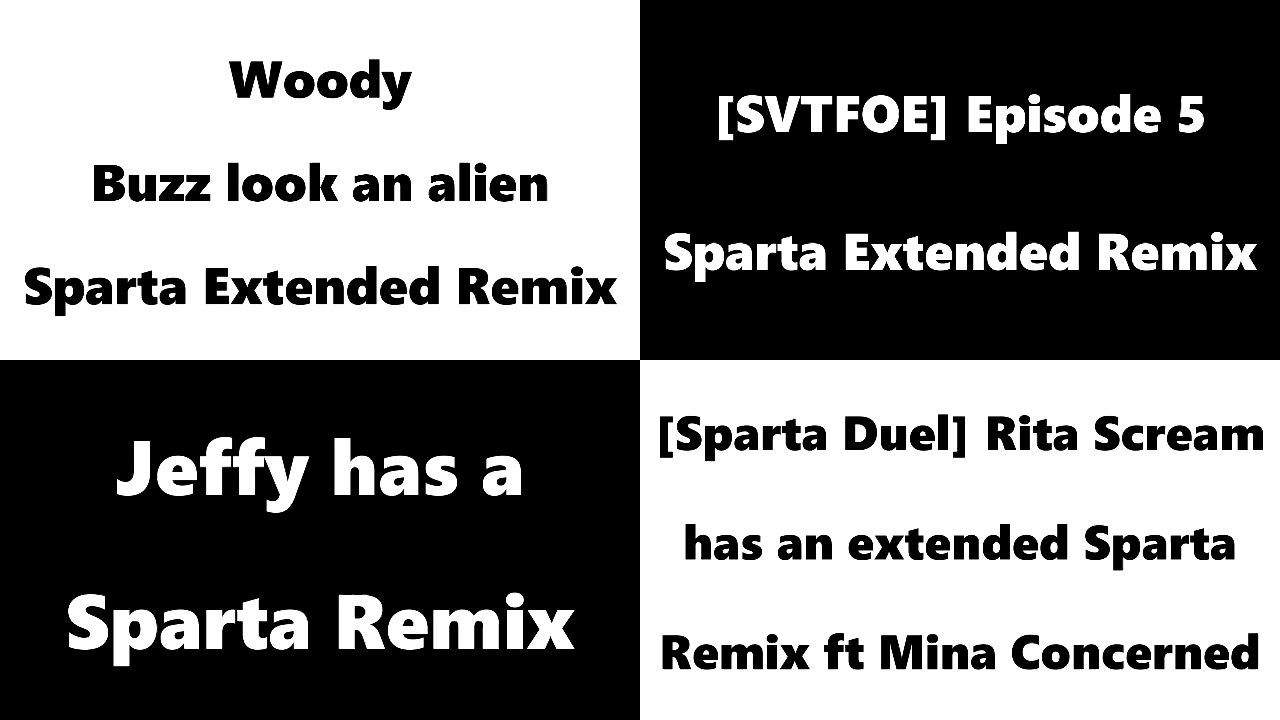 Woody
Buzz look an alien
Sparta Extended Remix
[SVTFOE] Episode 5
Sparta Extended Remix
Jeffy has a
Sparta Remix
[Sparta Duel] Rita Scream
has an extended Sparta
Remix ft Mina Concerned